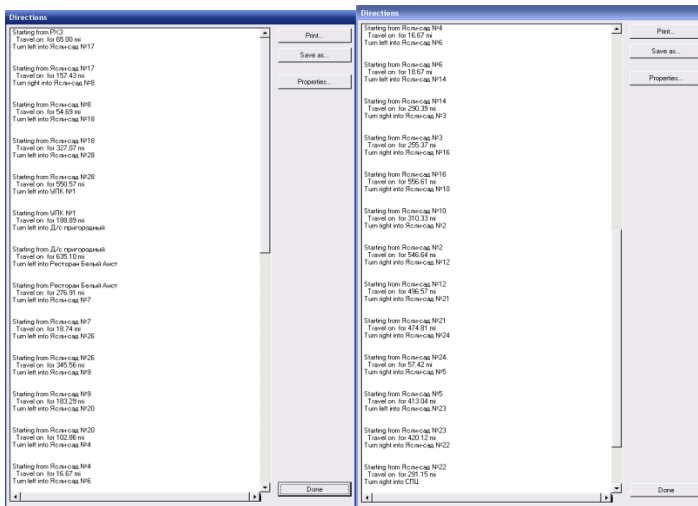 Directions
Starting from РХЗ
Travel on for 65.00 mi
Turn left into Ясли-сад №17
Starting from Ясли-сад №17
Travel on for 157.43 mi
Turn right into Ясли-сад №8
Starting from Ясли-сад №8
Travel on for 54.69 mi
Turn left into Ясли-сад №18
Starting from Ясли-сад №18
Travel on for 327.07 mi
Turn left into Ясли-сад №28
Starting from Ясли-сад №28
Travel on for 550.57 mi
Turn left into УПК №1
Starting from УПК №1
Travel on for 188.89 mi
Turn left into Д/с пригородный
Starting from Д/с пригородный
Travel on for 635.10 mi
Turn left into Ресторан Белый Аист
Starting from Ресторан Белый Аист
Travel on for 276.91 mi
Turn left into Ясли-сад №7
Starting from Ясли-сад №7
Travel on for 18.74 mi
Turn left into Ясли-сад №26
Starting from Ясли-сад №26
Travel on for 345.56 mi
Turn left into Ясли-сад №9
Starting from Ясли-сад №9
Travel on for 183.29 mi
Turn left into Ясли-сад №20
Starting from Ясли-сад №20
Travel on for 102.86 mi
Turn left into Ясли-сад №4
Starting from Ясли-сад №4
Travel on for 16.67 mi
Turn left into Ясли-сад №6
Print...
Save as...
Properties...
Done
Directions
Starting from Ясли-сад №4
Travel on for 16.67 mi
Turn left into Ясли-сад №6
Starting from Ясли-сад №6
Travel on for 18.67 mi
Turn left into Ясли-сад №14
Starting from Ясли-сад №14
Travel on for 290.39 mi
Turn right into Ясли-сад №3
Starting from Ясли-сад №3
Travel on for 255.37 mi
Turn right into Ясли-сад №16
Starting from Ясли-сад №16
Travel on for 556.61 mi
Turn right into Ясли-сад №10
Starting from Ясли-сад №10
Travel on for 310.33 mi
Turn right into Ясли-сад №2
Starting from Ясли-сад №2
Travel on for 546.64 mi
Turn right into Ясли-сад №12
Starting from Ясли-сад №12
Travel on for 496.57 mi
Turn right into Ясли-сад №21
Starting from Ясли-сад №21
Travel on for 474.81 mi
Turn right into Ясли-сад №24
Starting from Ясли-сад №24
Travel on for 57.42 mi
Turn right into Ясли-сад №5
Starting from Ясли-сад №5
Travel on for 413.04 mi
Turn left into Ясли-сад №23
Starting from Ясли-сад №23
Travel on for 420.12 mi
Turn right into Ясли-сад №22
Starting from Ясли-сад №22
Travel on for 291.15 mi
Turn right into СПЦ
Print...
Save as...
Properties...
Done